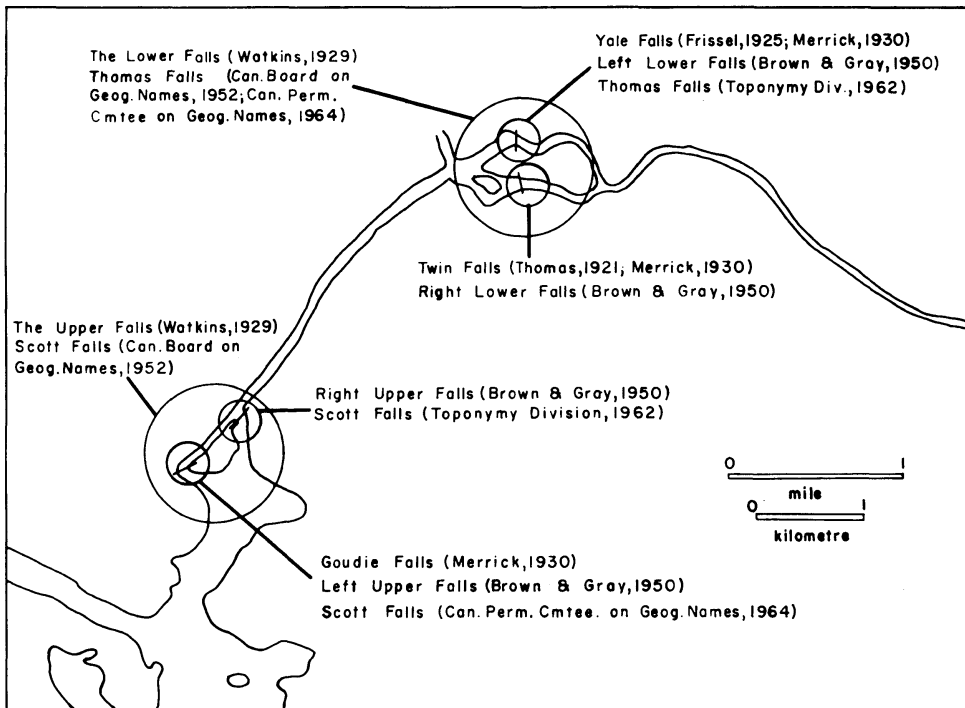 The Lower Falls (Watkins, 1929)
Thomas Falls (Can. Board on
Geog. Names, 1952; Can. Perm.
Cmtee on Geog. Names, 1964)
Yale Falls (Frissel, 1925; Merrick, 1930)
Left Lower Falls (Brown & Gray, 1950)
Thomas Falls (Toponymy Div., 1962)
Twin Falls (Thomas, 1921; Merrick, 1930)
Right Lower Falls (Brown & Gray, 1950)
The Upper Falls (Watkins, 1929)
Scott Falls (Can. Board on
Geog. Names, 1952)
Right Upper Falls (Brown & Gray, 1950)
Scott Falls (Toponymy Division, 1962)
0 1
mile
0 1
kilometre
Goudie Falls (Merrick, 1930)
Left Upper Falls (Brown & Gray, 1950)
Scott Falls (Can. Perm. Cmtee. on Geog. Names, 1964)